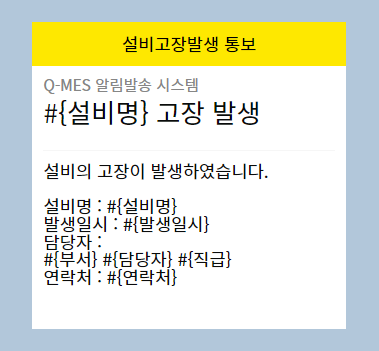 설비고장발생 통보
Q-MES 알림발송 시스템
#{설비명} 고장 발생
설비의 고장이 발생하였습니다.
설비명 : #{설비명}
발생일시 : #{발생일시}
담당자 :
#{부서} #{담당자} #{직급}
연락처 : #{연락처}